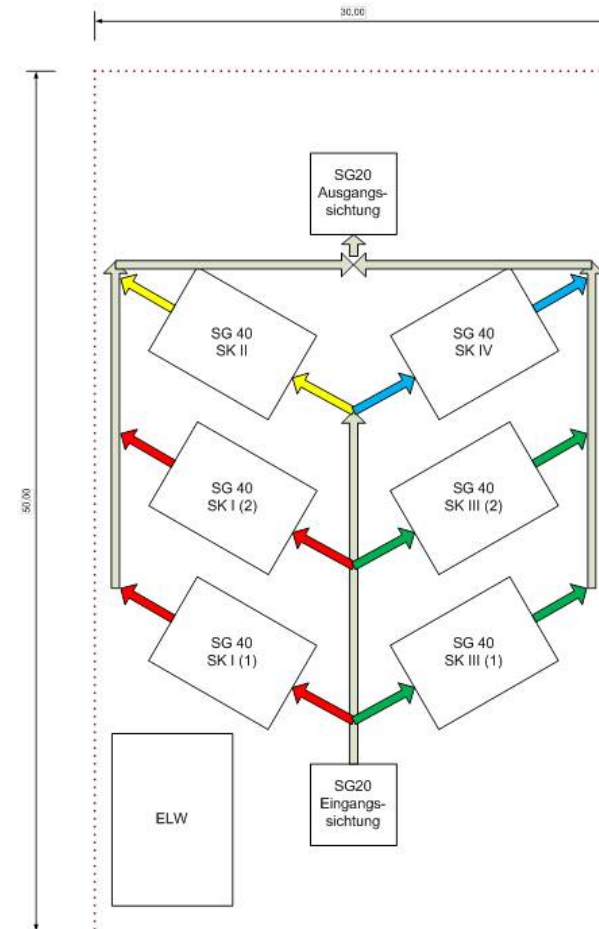 30,00
50,00
SG20
Ausgangs-
sichtung
SG 40
SK II
SG 40
SK IV
SG 40
SK I (2)
SG 40
SK III (2)
SG 40
SK I (1)
SG 40
SK III (1)
ELW
SG20
Eingangs-
sichtung